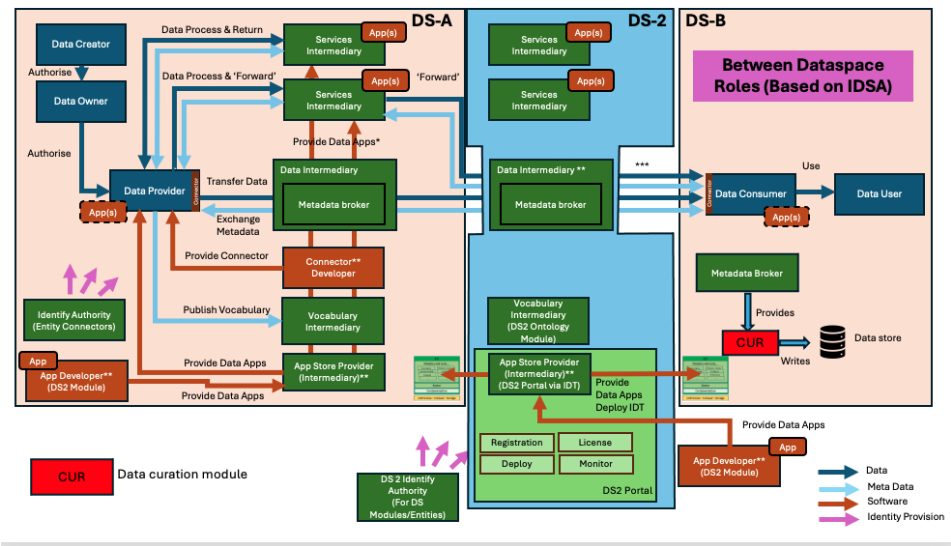 DS-A
DS-2
DS-B
Data Creator
Authorise
Data Owner
Authorise
Data Process & Return
Services
Intermediary
App(s)
Data Process & 'Forward'
Services
Intermediary
App(s)
'Forward'
Provide Data Apps*
Data Provider
Connector
App(s)
Transfer Data
Exchange
Metadata
Data Intermediary
Metadata broker
Provide Connector
Connector**
Developer
Publish Vocabulary
Vocabulary
Intermediary
Identify Authority
(Entity Connectors)
App
App Developer**
(DS2 Module)
Provide Data Apps
Provide Data Apps
App Store Provider
(Intermediary)**
Services
Intermediary
App(s)
Services
Intermediary
App(s)
Data Intermediary **
Metadata broker
Vocabulary
Intermediary
(DS2 Ontology
Module)
App Store Provider
(Intermediary)**
(DS2 Portal via IDT)
Provide
Data Apps
Deploy IDT
Registration
License
Deploy
Monitor
DS2 Portal
DS 2 Identify
Authority
(For DS
Modules/Entities)
Between Dataspace
Roles (Based on IDSA)
***
Connector
Data Consumer
App(s)
Use
Data User
Metadata Broker
Provides
CUR
Writes
Data store
Provide Data Apps
App
App Developer**
(DS2 Module)
CUR
Data curation module
Data
Meta Data
Software
Identity Provision